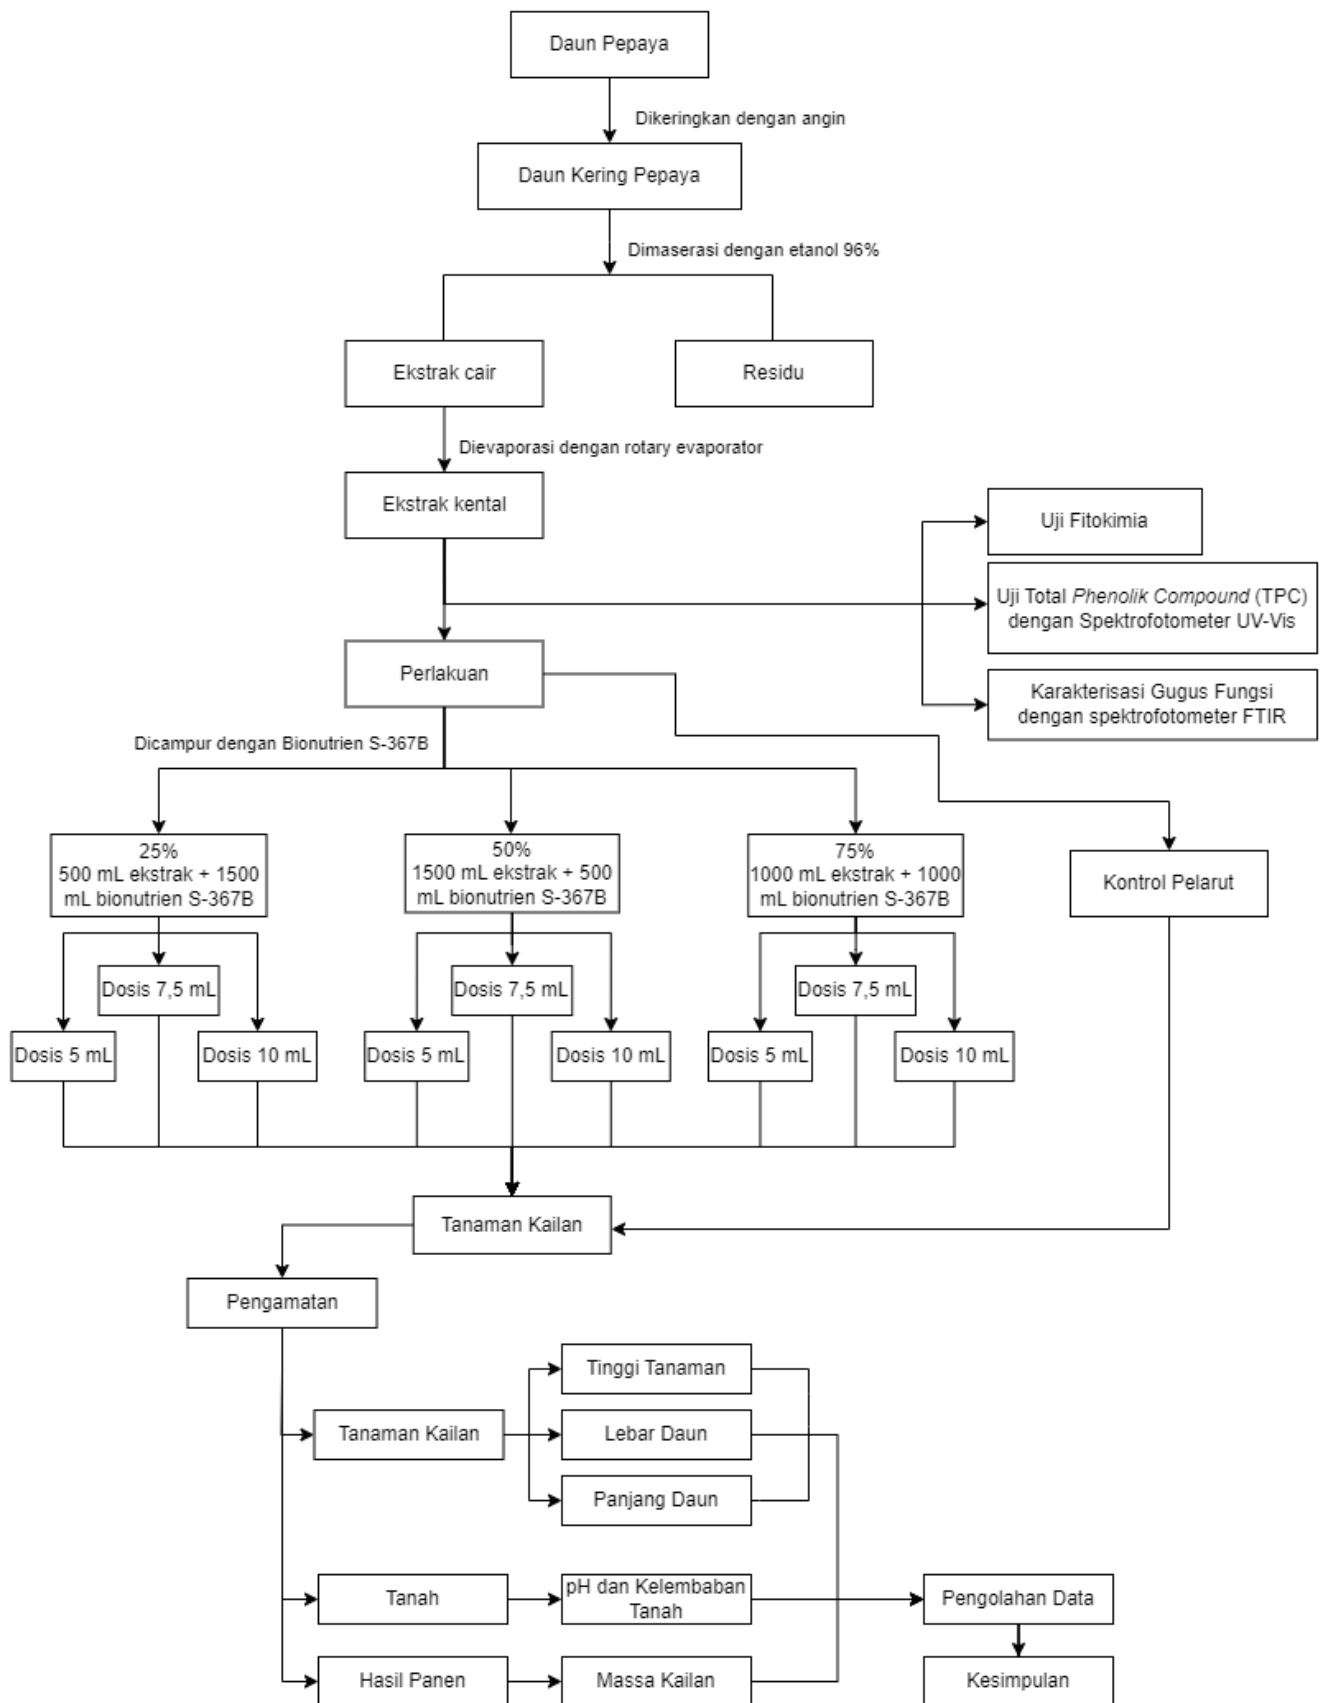 Daun Pepaya
Dikeringkan dengan angin
Daun Kering Pepaya
Dimaserasi dengan etanol 96%
Ekstrak cair
Residu
Dievaporasi dengan rotary evaporator
Ekstrak kental
Uji Fitokimia
Uji Total Phenolik Compound (TPC)
dengan Spektrofotometer UV-Vis
Karakterisasi Gugus Fungsi
dengan spektrofotometer FTIR
Perlakuan
Dicampur dengan Bionutrien S-367B
25%
500 mL ekstrak + 1500
mL bionutrien S-367B
50%
1500 mL ekstrak + 500
mL bionutrien S-367B
75%
1000 mL ekstrak + 1000
mL bionutrien S-367B
Kontrol Pelarut
Dosis 7,5 mL
Dosis 5 mL
Dosis 10 mL
Dosis 7,5 mL
Dosis 5 mL
Dosis 10 mL
Dosis 7,5 mL
Dosis 5 mL
Dosis 10 mL
Tanaman Kailan
Pengamatan
Tanaman Kailan
Tinggi Tanaman
Lebar Daun
Panjang Daun
Tanah
pH dan Kelembaban
Tanah
Pengolahan Data
Hasil Panen
Massa Kailan
Kesimpulan